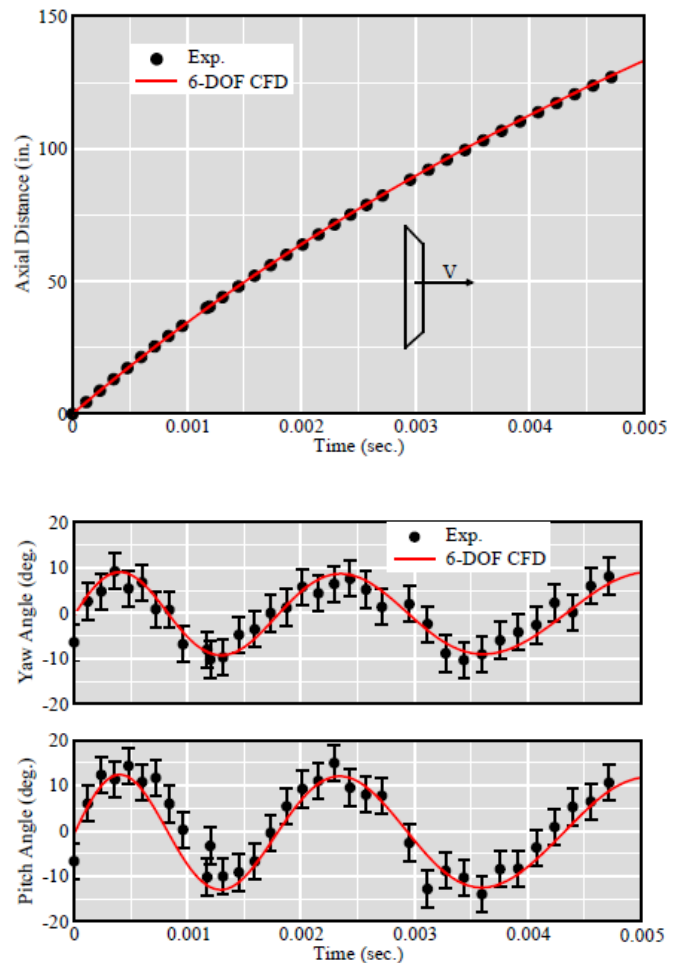 150
Exp.
6-DOF CFD
100
Axial Distance (in.)
50
V
0
0 0.001 0.002 0.003 0.004 0.005
Time (sec.)
20
Exp.
6-DOF CFD
10
Yaw Angle (deg.)
0
-10
-20
20
10
Pitch Angle (deg.)
0
-10
-20
0 0.001 0.002 0.003 0.004 0.005
Time (sec.)